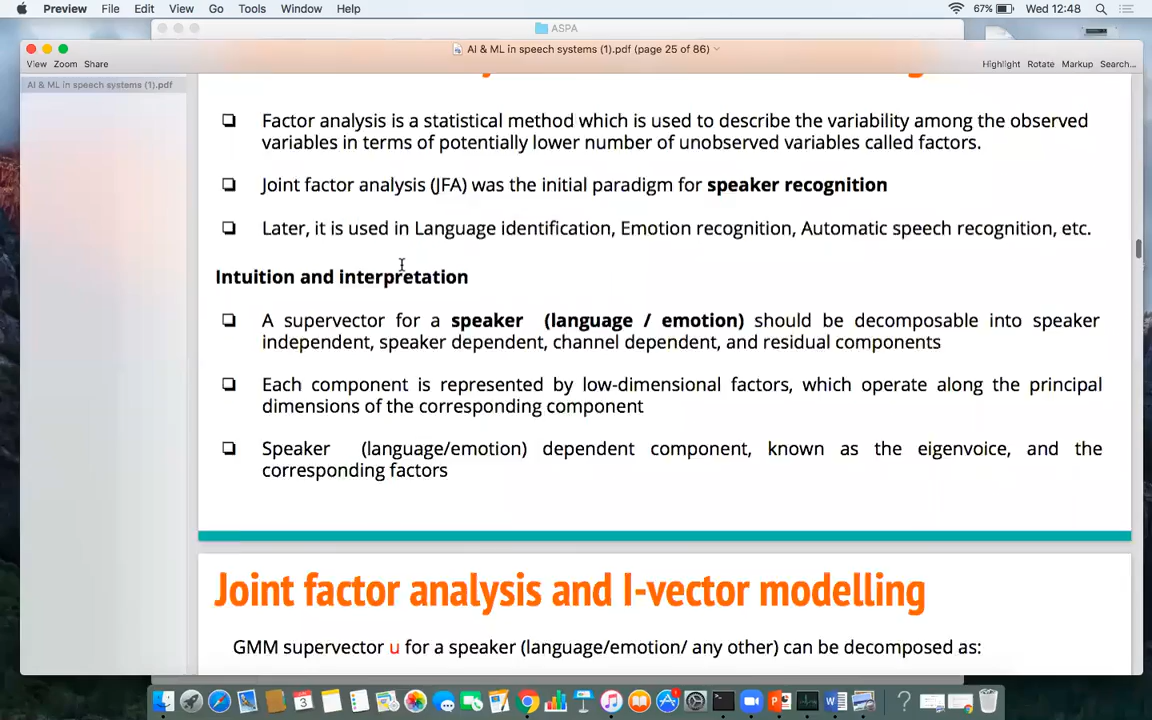 Preview File Edit View Go Tools Window Help 67% Wed 12:48
ASPA
AI & ML in speech systems (1).pdf (page 25 of 86)
View Zoom Share Highlight Rotate Markup Search...
AI & ML in speech systems (1).pdf
❏ Factor analysis is a statistical method which is used to describe the variability among the observed
variables in terms of potentially lower number of unobserved variables called factors.
❏ Joint factor analysis (JFA) was the initial paradigm for speaker recognition
❏ Later, it is used in Language identification, Emotion recognition, Automatic speech recognition, etc.
Intuition and interpretation
❏ A supervector for a speaker (language / emotion) should be decomposable into speaker
independent, speaker dependent, channel dependent, and residual components
❏ Each component is represented by low-dimensional factors, which operate along the principal
dimensions of the corresponding component
❏ Speaker (language/emotion) dependent component, known as the eigenvoice, and the
corresponding factors
Joint factor analysis and I-vector modelling
GMM supervector u for a speaker (language/emotion/ any other) can be decomposed as: